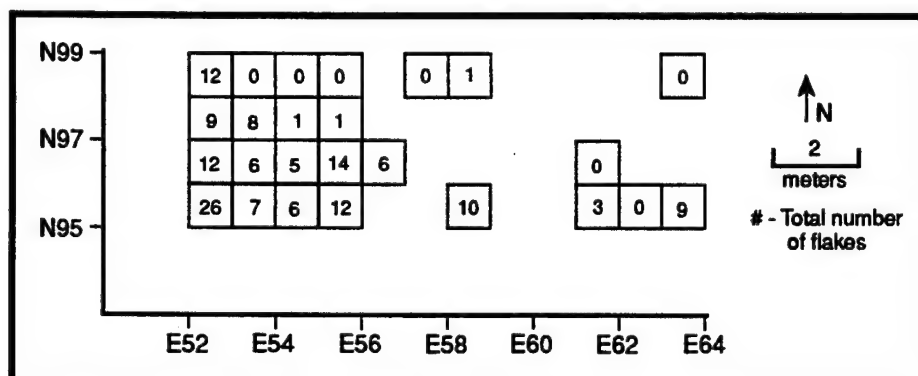 N99
12 0 0 0 0 1 0
9 8 1 1
N
N97
12 6 5 14 6 0
2
meters
26 7 6 12 10 3 0 9
N95
# - Total number
of flakes
E52 E54 E56 E58 E60 E62 E64